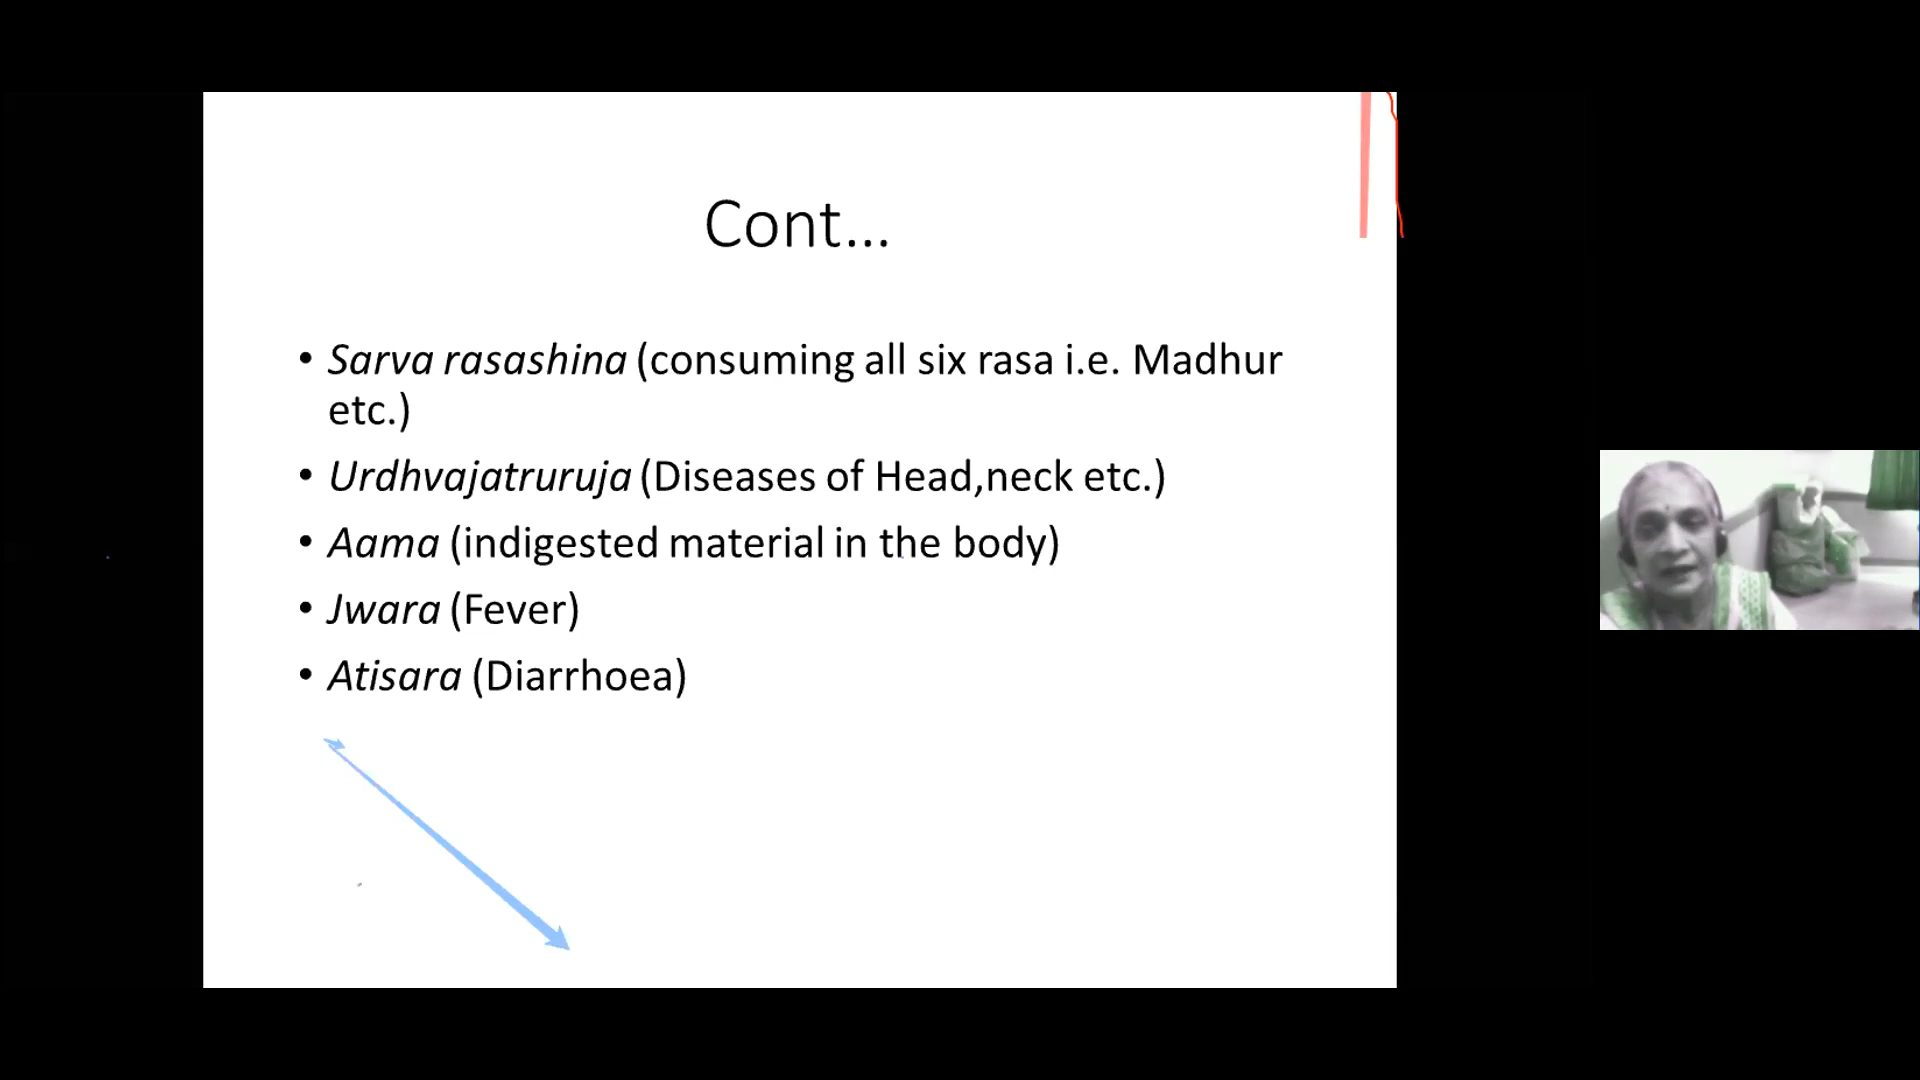 Cont...
• Sarva rasashina (consuming all six rasa i.e. Madhur
etc.)
• Urdhvajatruruja (Diseases of Head,neck etc.)
• Aama (indigested material in the body)
• Jwara (Fever)
• Atisara (Diarrhoea)